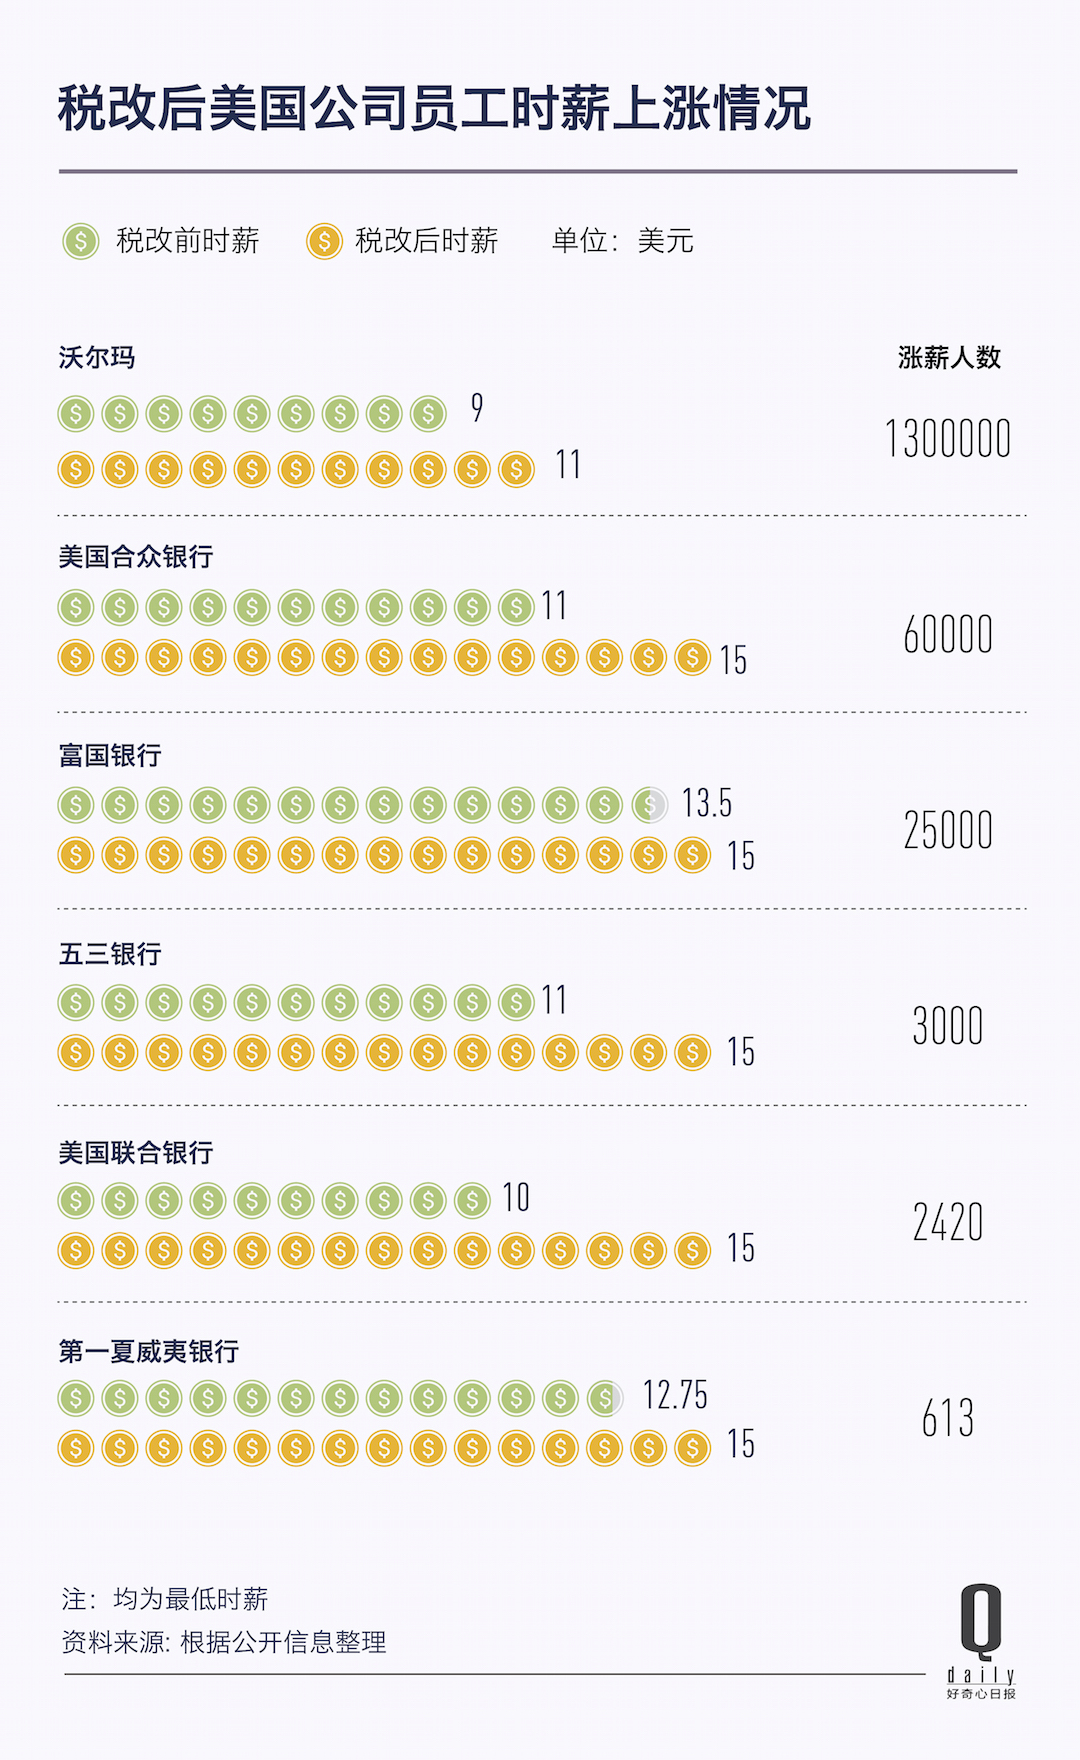 税改后美国公司员工时薪上涨情况
$ 税改前时薪 $ 税改后时薪 单位：美元
沃尔玛 涨薪人数
$ $ $ $ $ $ $ $ $ 9
1300000
$ $ $ $ $ $ $ $ $ $ $ 11
美国合众银行
$ $ $ $ $ $ $ $ $ $ $ 11
60000
$ $ $ $ $ $ $ $ $ $ $ $ $ $ $ 15
富国银行
$ $ $ $ $ $ $ $ $ $ $ $ $ $ 13.5
25000
$ $ $ $ $ $ $ $ $ $ $ $ $ $ $ 15
五三银行
$ $ $ $ $ $ $ $ $ $ $ 11
3000
$ $ $ $ $ $ $ $ $ $ $ $ $ $ $ 15
美国联合银行
$ $ $ $ $ $ $ $ $ $ 10
2420
$ $ $ $ $ $ $ $ $ $ $ $ $ $ $ 15
第一夏威夷银行
$ $ $ $ $ $ $ $ $ $ $ $ $ 12.75
613
$ $ $ $ $ $ $ $ $ $ $ $ $ $ $ 15
注：均为最低时薪
资料来源: 根据公开信息整理
Q
daily
好奇心日报